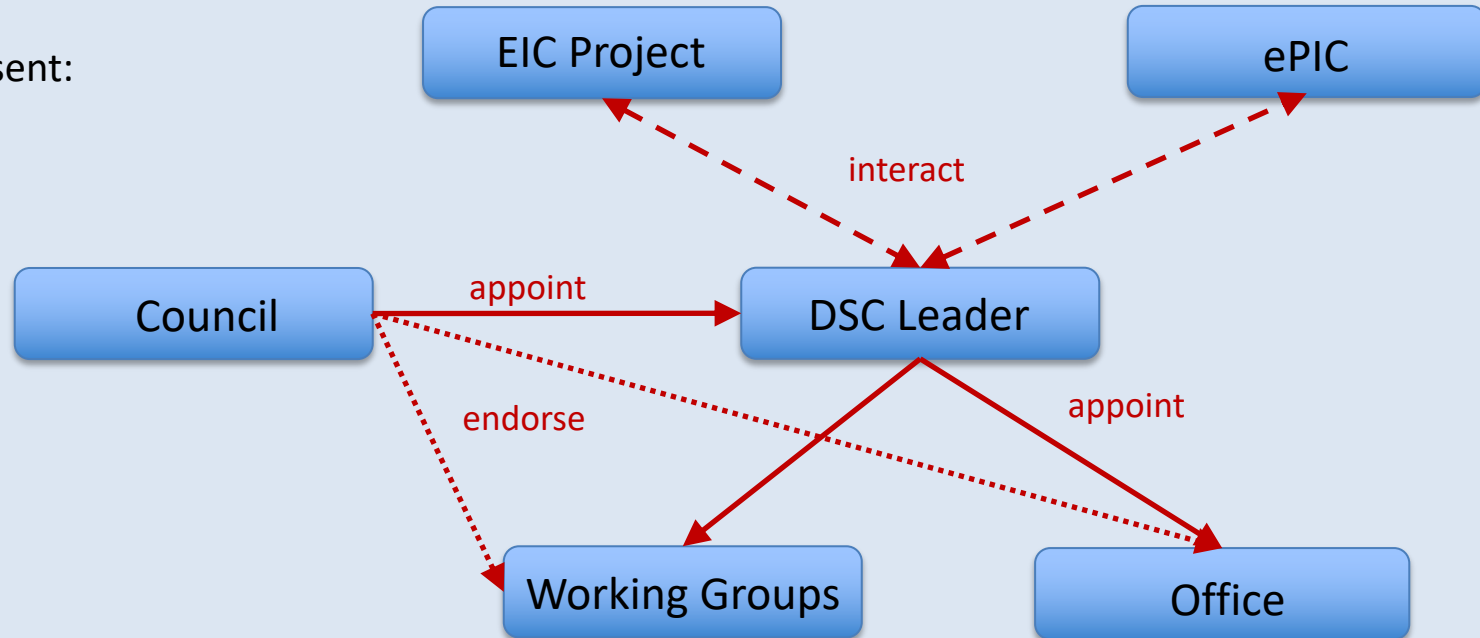 EIC Project
ePIC
sent:
interact
Council
appoint
DSC Leader
endorse
appoint
Working Groups
Office